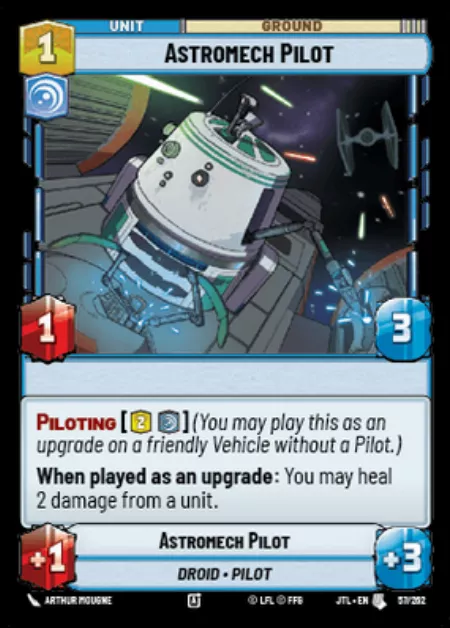 UNIT GROUND
1 ASTROMECH PILOT
1 3
PILOTING [2] (You may play this as an
upgrade on a friendly Vehicle without a Pilot.)
When played as an upgrade: You may heal
2 damage from a unit.
+1 ASTROMECH PILOT +3
DROID • PILOT
ARTHUR MOUGNE A © LFL © FFG JTL • EN 57/262